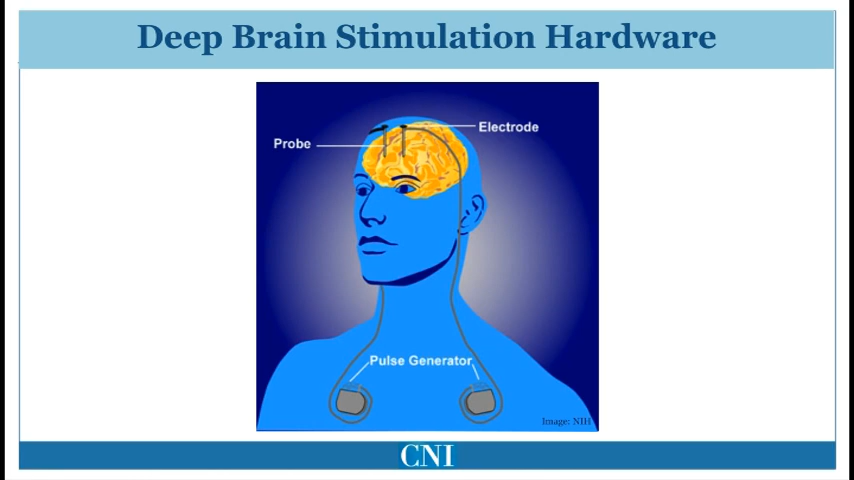 Deep Brain Stimulation Hardware
Electrode
Probe
Pulse Generator
Image: NIH
CNI